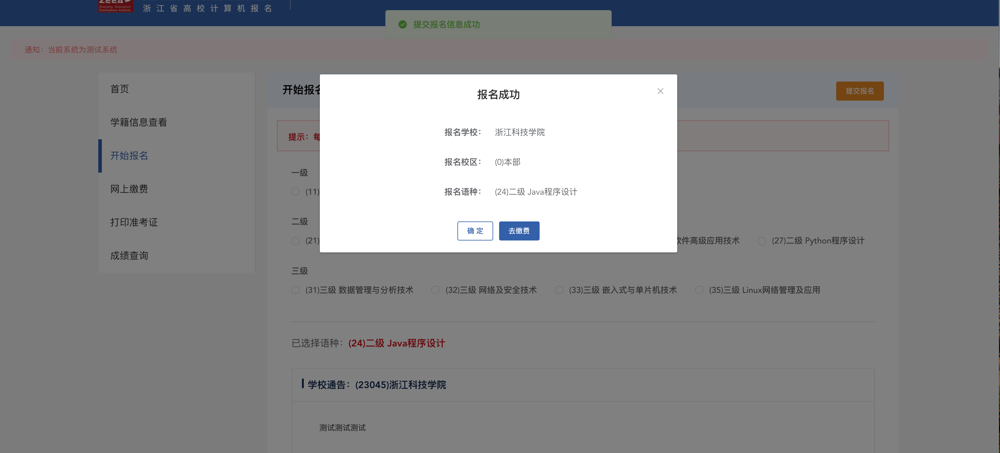 Zhejiang Education
Examinations Authority
浙江省高校计算机报名
提交报名信息成功
通知：当前系统为测试系统
首页
学籍信息查看
开始报名
网上缴费
打印准考证
成绩查询
开始报名
提交报名
提示：每
报名成功
报名学校：浙江科技学院
报名校区：(0)本部
报名语种：(24)二级 Java程序设计
确 定 去缴费
一级
(11)
二级
(21) 件高级应用技术 (27)二级 Python程序设计
三级
(31)三级 数据管理与分析技术 (32)三级 网络及安全技术 (33)三级 嵌入式与单片机技术 (35)三级 Linux网络管理及应用
已选择语种：(24)二级 Java程序设计
学校通告：(23045)浙江科技学院
测试测试测试